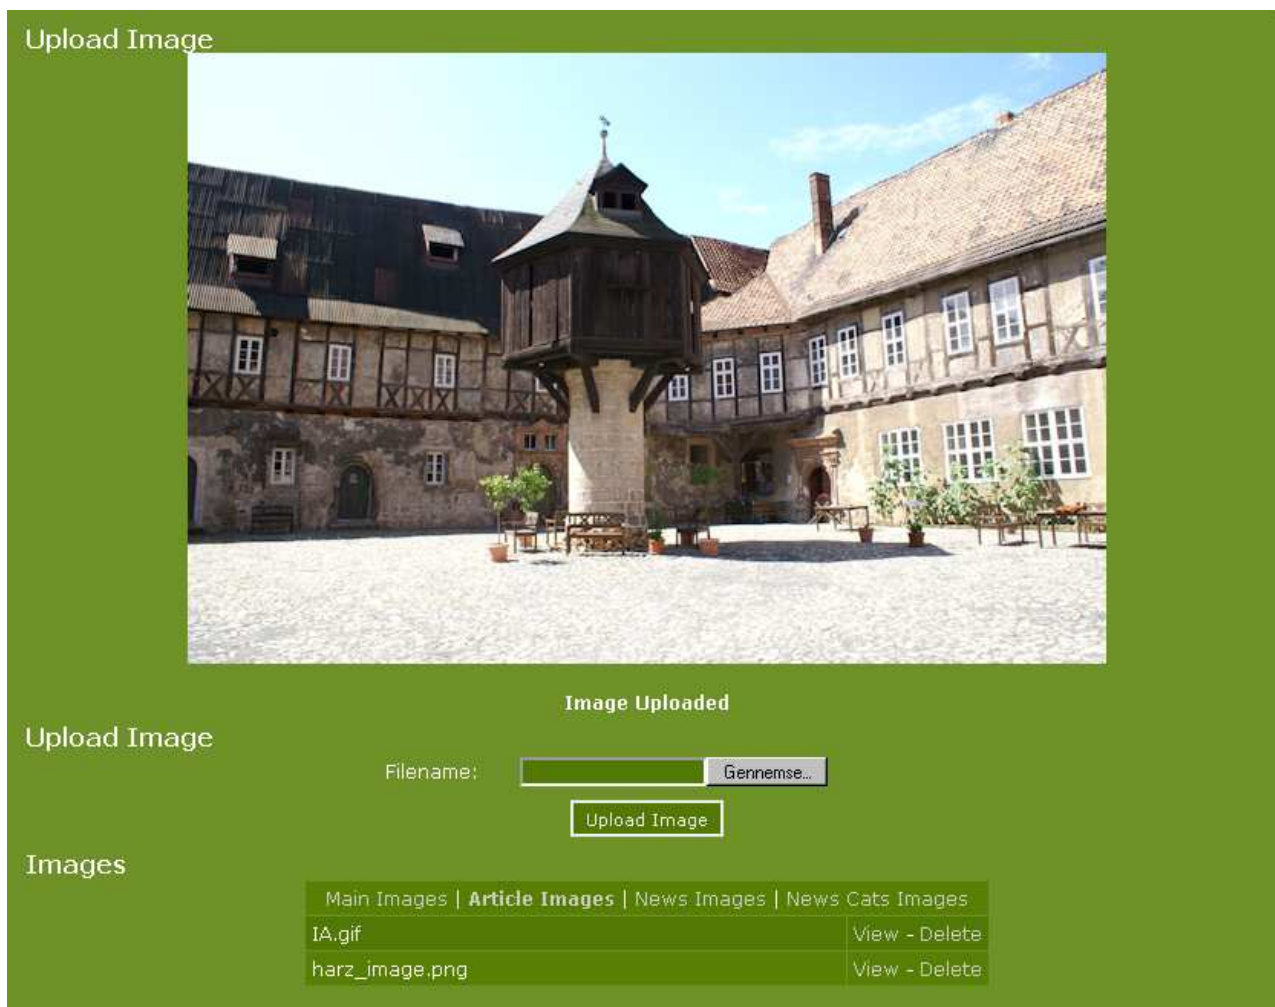 Upload Image
Image Uploaded
Upload Image
Filename: Gennemse...
Upload Image
Images
Main Images | Article Images | News Images | News Cats Images
IA.gif View - Delete
harz_image.png View - Delete